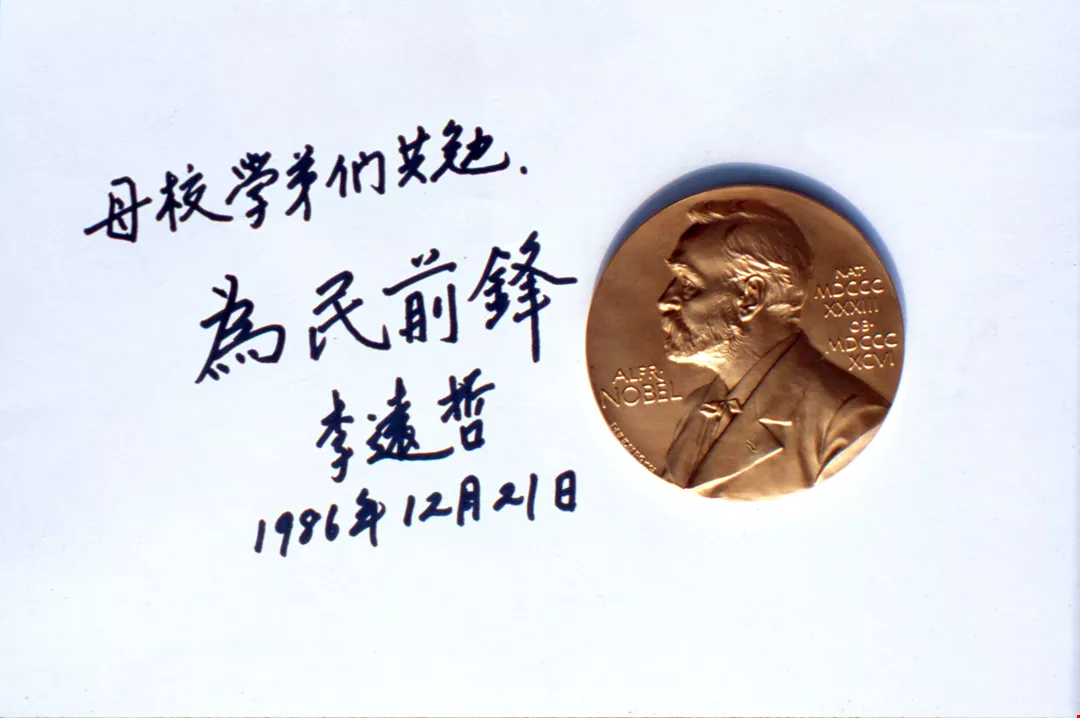 母校學弟們共勉.
為民前鋒
李遠哲
1986年12月21日
ALFR·
NOBEL
NAT·
MDCCC
XXXIII
OB·
MDCCC
XCVI